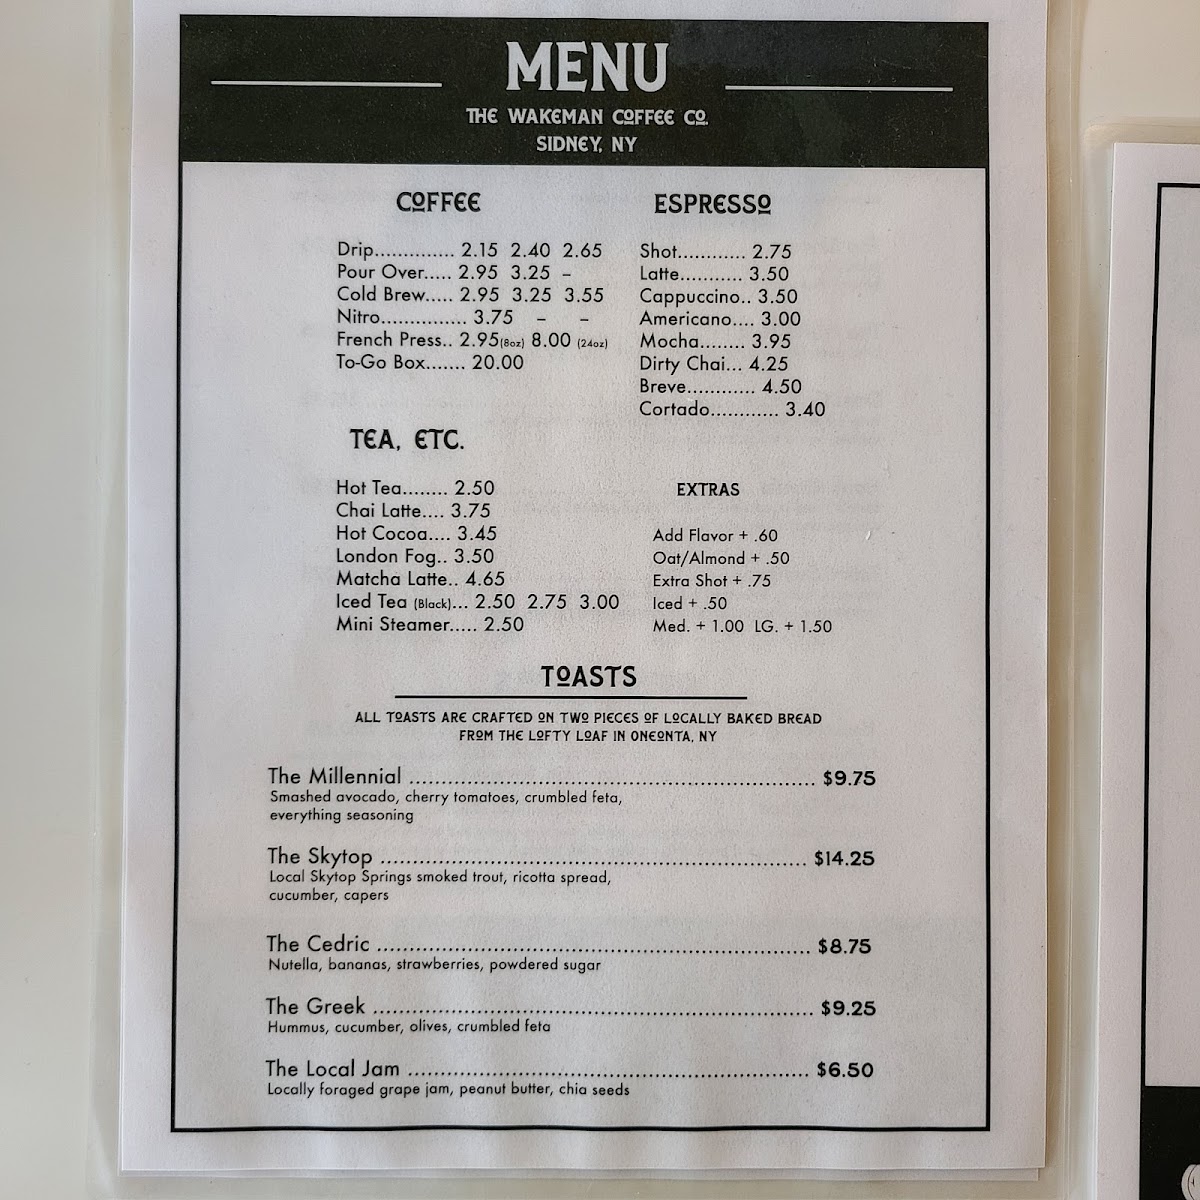 MENU
THE WAKEMAN COFFEE CO.
SIDNEY, NY
COFFEE
Drip.............. 2.15 2.40 2.65
Pour Over..... 2.95 3.25 –
Cold Brew..... 2.95 3.25 3.55
Nitro............... 3.75 – –
French Press.. 2.95(8oz) 8.00 (24oz)
To-Go Box....... 20.00
ESPRESSO
Shot............ 2.75
Latte........... 3.50
Cappuccino.. 3.50
Americano.... 3.00
Mocha........ 3.95
Dirty Chai... 4.25
Breve............ 4.50
Cortado............ 3.40
TEA, ETC.
Hot Tea........ 2.50
Chai Latte.... 3.75
Hot Cocoa.... 3.45
London Fog.. 3.50
Matcha Latte.. 4.65
Iced Tea (Black)... 2.50 2.75 3.00
Mini Steamer..... 2.50
EXTRAS
Add Flavor + .60
Oat/Almond + .50
Extra Shot + .75
Iced + .50
Med. + 1.00 LG. + 1.50
TOASTS
ALL TOASTS ARE CRAFTED ON TWO PIECES OF LOCALLY BAKED BREAD
FROM THE LOFTY LOAF IN ONEONTA, NY
The Millennial .............................................................. $9.75
Smashed avocado, cherry tomatoes, crumbled feta,
everything seasoning
The Skytop ................................................................. $14.25
Local Skytop Springs smoked trout, ricotta spread,
cucumber, capers
The Cedric .................................................................. $8.75
Nutella, bananas, strawberries, powdered sugar
The Greek .................................................................. $9.25
Hummus, cucumber, olives, crumbled feta
The Local Jam ............................................................. $6.50
Locally foraged grape jam, peanut butter, chia seeds